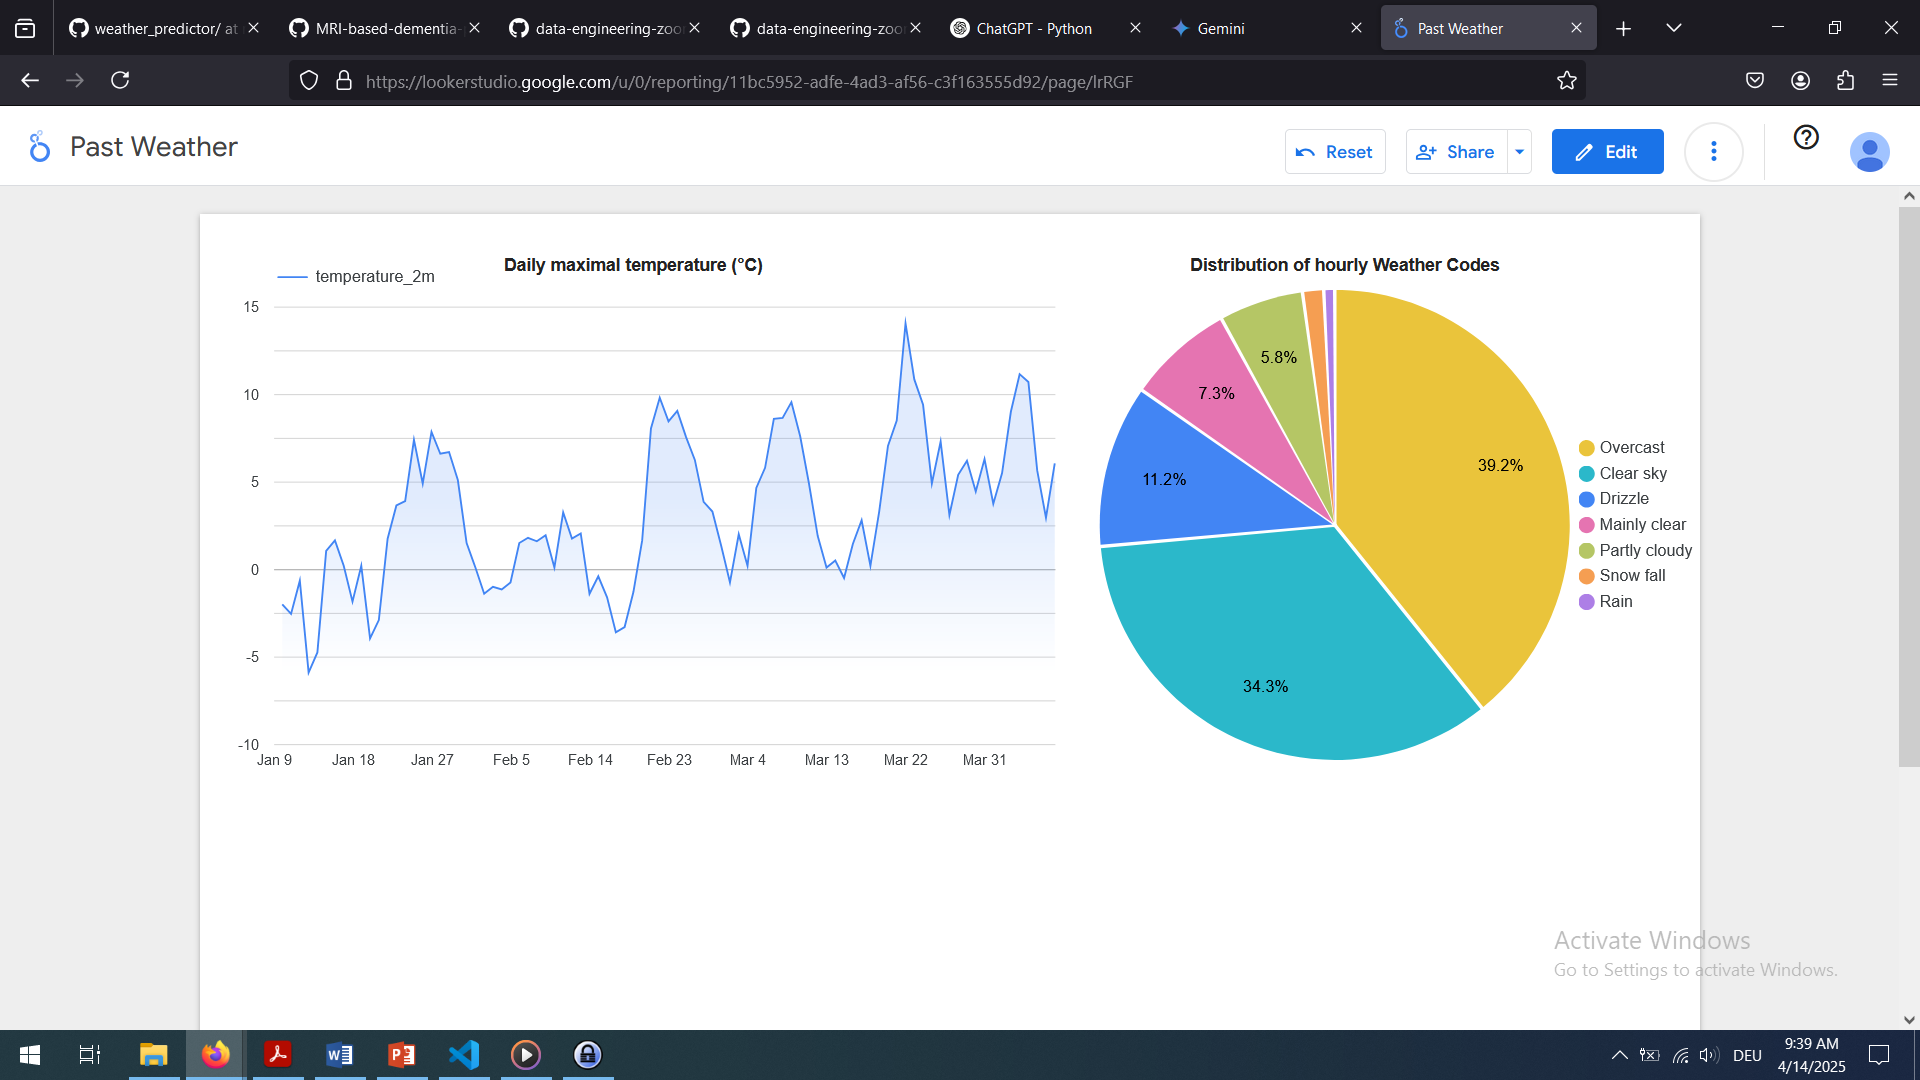 weather_predictor/ at
MRI-based-dementia-
data-engineering-zoo
data-engineering-zoo
ChatGPT - Python
Gemini
Past Weather
https://lookerstudio.google.com/u/0/reporting/11bc5952-adfe-4ad3-af56-c3f163555d92/page/lrRGF
Past Weather
Reset
Share
Edit
Daily maximal temperature (°C)
temperature_2m
15
10
5
0
-5
-10
Jan 9
Jan 18
Jan 27
Feb 5
Feb 14
Feb 23
Mar 4
Mar 13
Mar 22
Mar 31
Distribution of hourly Weather Codes
5.8%
7.3%
11.2%
39.2%
34.3%
Overcast
Clear sky
Drizzle
Mainly clear
Partly cloudy
Snow fall
Rain
Activate Windows
Go to Settings to activate Windows.
DEU
9:39 AM
4/14/2025